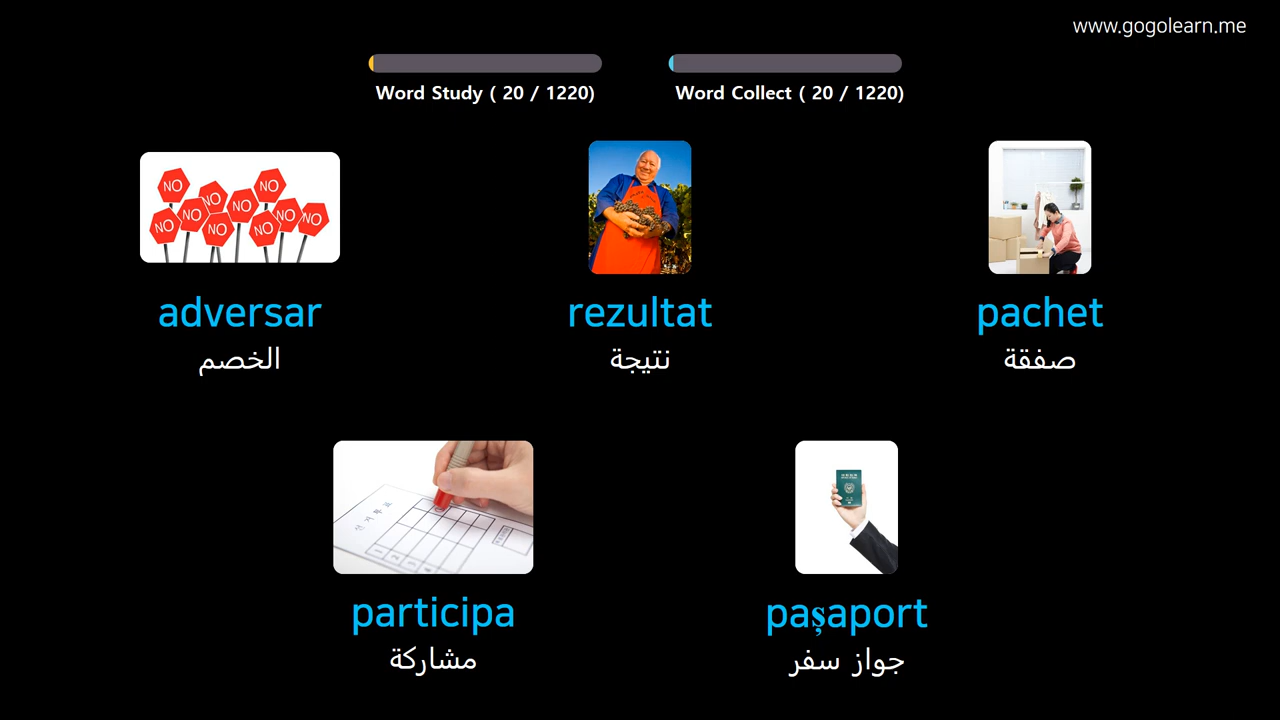 www.gogolearn.me
Word Study ( 20 / 1220)
Word Collect ( 20 / 1220)
NO NO NO NO NO NO NO NO NO NO
adversar
الخصم
rezultat
نتيجة
pachet
صفقة
participa
مشاركة
pașaport
جواز سفر